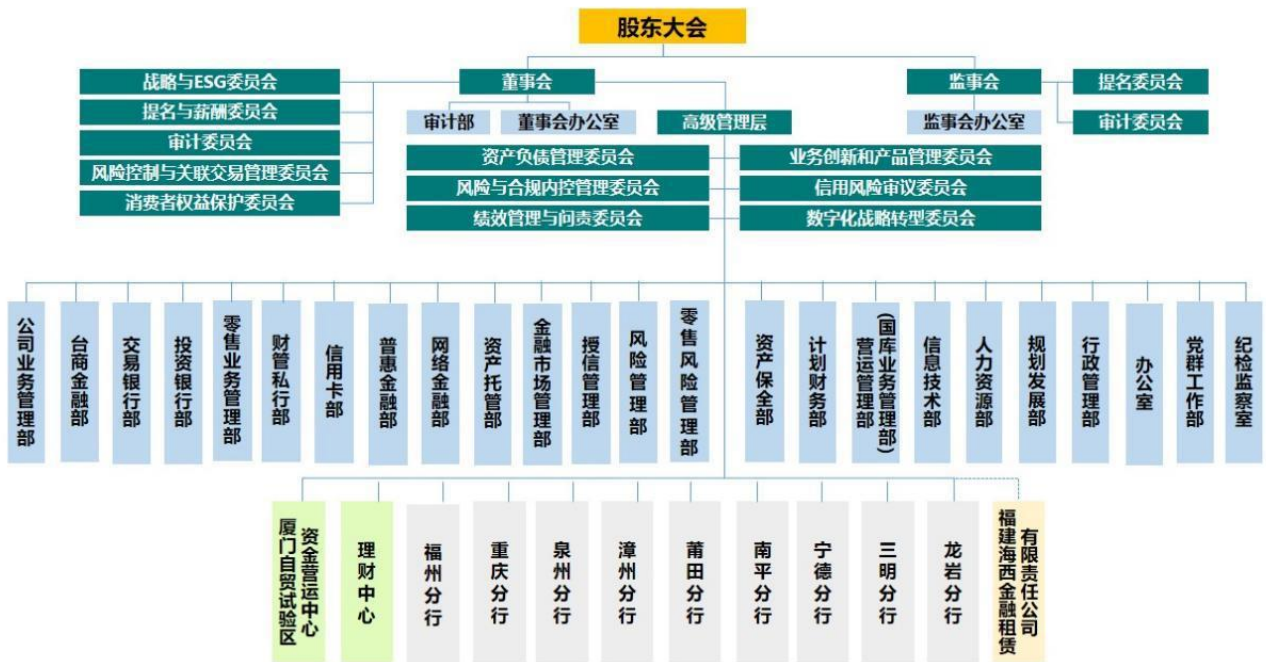 股东大会
战略与ESG委员会
董事会
监事会
提名委员会
提名与薪酬委员会
审计部
董事会办公室
高级管理层
监事会办公室
审计委员会
审计委员会
资产负债管理委员会
业务创新和产品管理委员会
风险控制与关联交易管理委员会
风险与合规内控管理委员会
信用风险审议委员会
消费者权益保护委员会
绩效管理与问责委员会
数字化战略转型委员会
公司业务管理部
台商金融部
交易银行部
投资银行部
零售业务管理部
财管私行部
信用卡部
普惠金融部
网络金融部
资产托管部
金融市场管理部
授信管理部
风险管理部
零售风险管理部
资产保全部
计划财务部
营运管理部
(国库业务管理部)
信息技术部
人力资源部
规划发展部
行政管理部
办公室
党群工作部
纪检监察室
厦门自贸试验区
资金营运中心
理财中心
福州分行
重庆分行
泉州分行
漳州分行
莆田分行
南平分行
宁德分行
三明分行
龙岩分行
福建海西金融租赁
有限责任公司